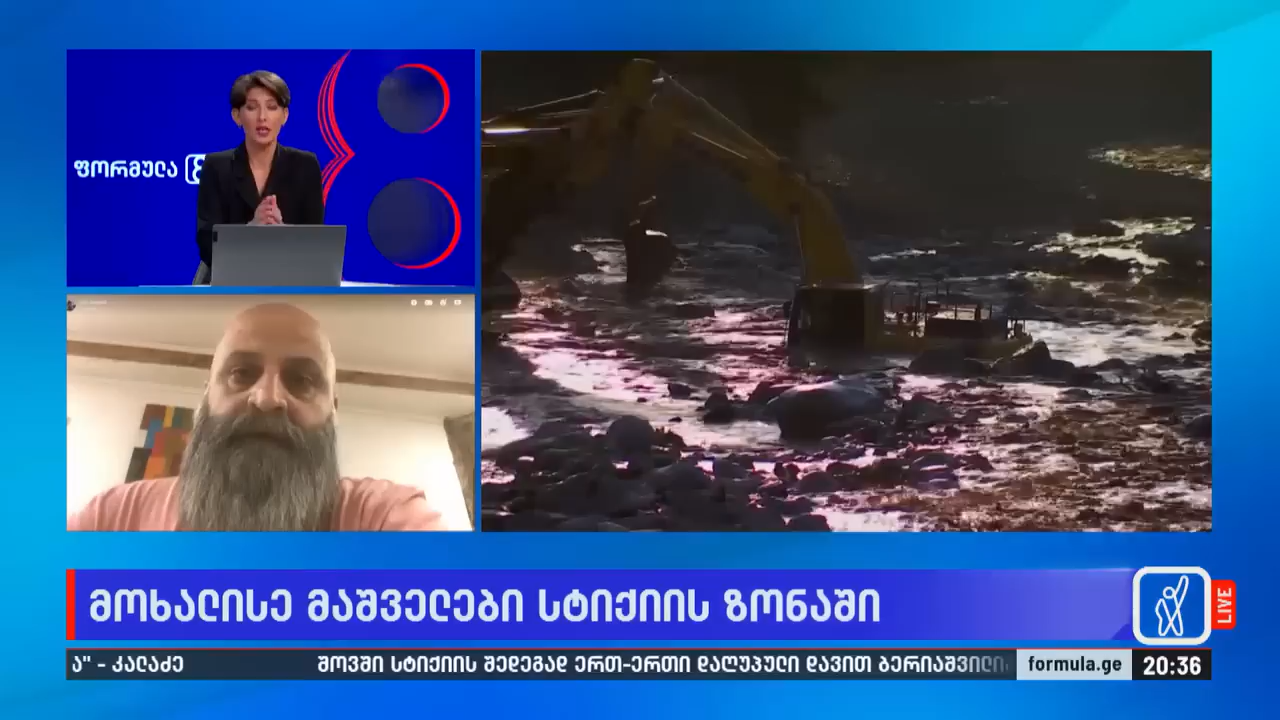 ფორმულა
მოხალისე მაშველები სტიქიის ზონაში
LIVE
ა" - კალაძე შოვში სტიქიის შედეგად ერთ-ერთი დაღუპული დავით ბერიაშვილი
formula.ge
20:36